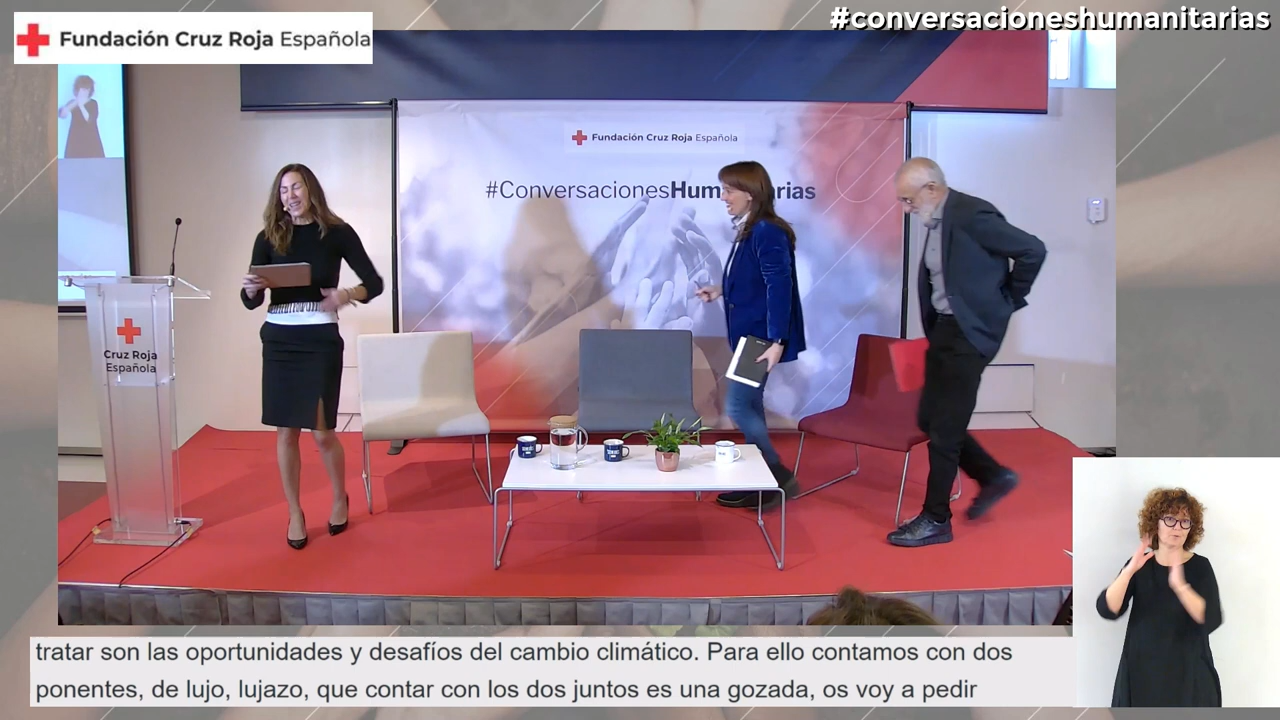 Fundación Cruz Roja Española
#conversacioneshumanitarias
Fundación Cruz Roja Española
#ConversacionesHum   arias
Cruz Roja
Española
tratar son las oportunidades y desafíos del cambio climático. Para ello contamos con dos
ponentes, de lujo, lujazo, que contar con los dos juntos es una gozada, os voy a pedir